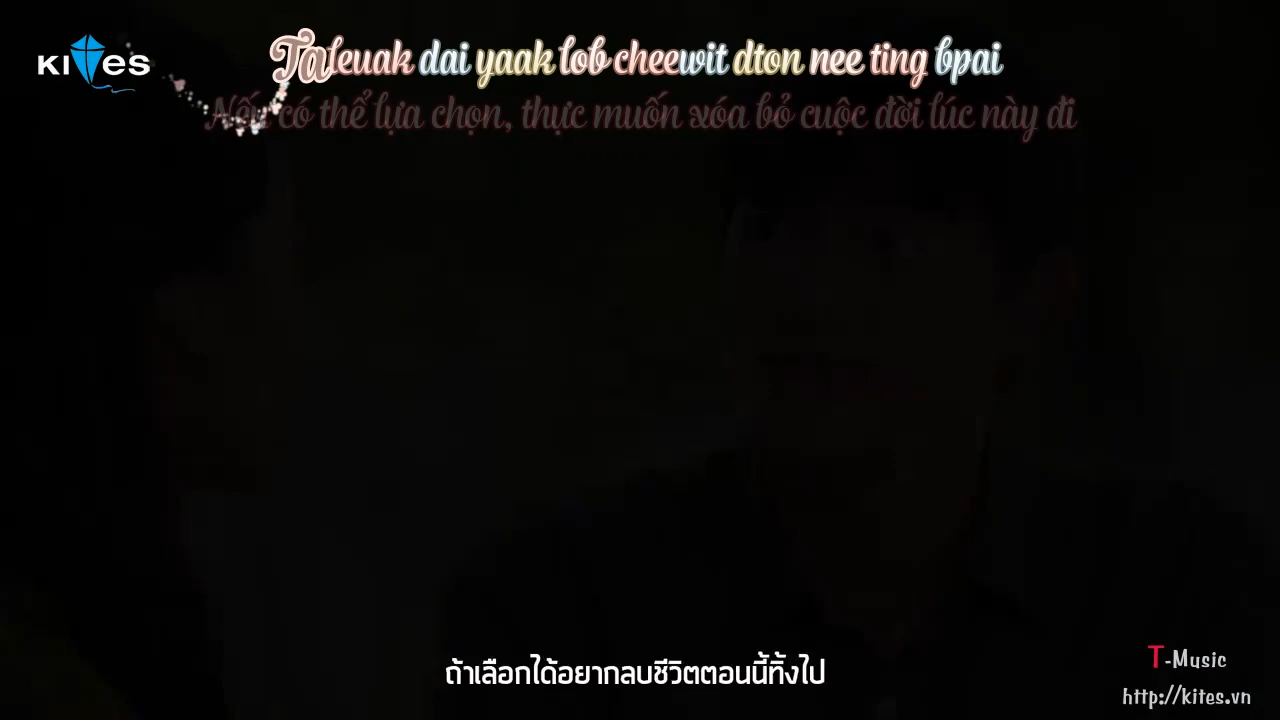 KITES
Ta leuak dai yaak lob cheewit dton nee ting bpai
Nếu có thể lựa chọn, thực muốn xóa bỏ cuộc đời lúc này đi
ถ้าเลือกได้อยากลบชีวิตตอนนี้ทิ้งไป
T-Music
http://kites.vn